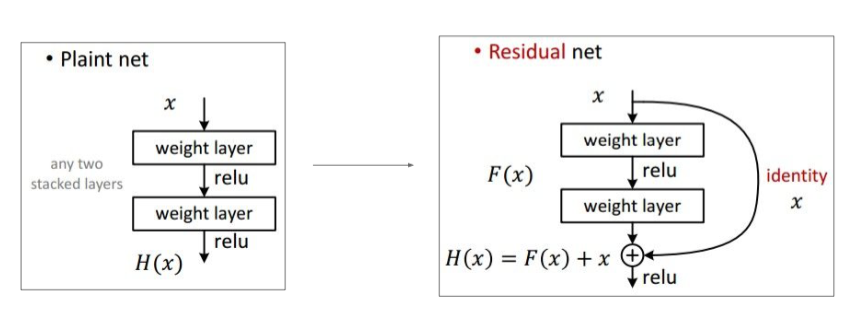 • Plaint net
x
weight layer
any two
stacked layers
relu
weight layer
relu
H(x)
• Residual net
x
weight layer
F(x)
relu
identity
x
weight layer
H(x) = F(x) + x
+
relu